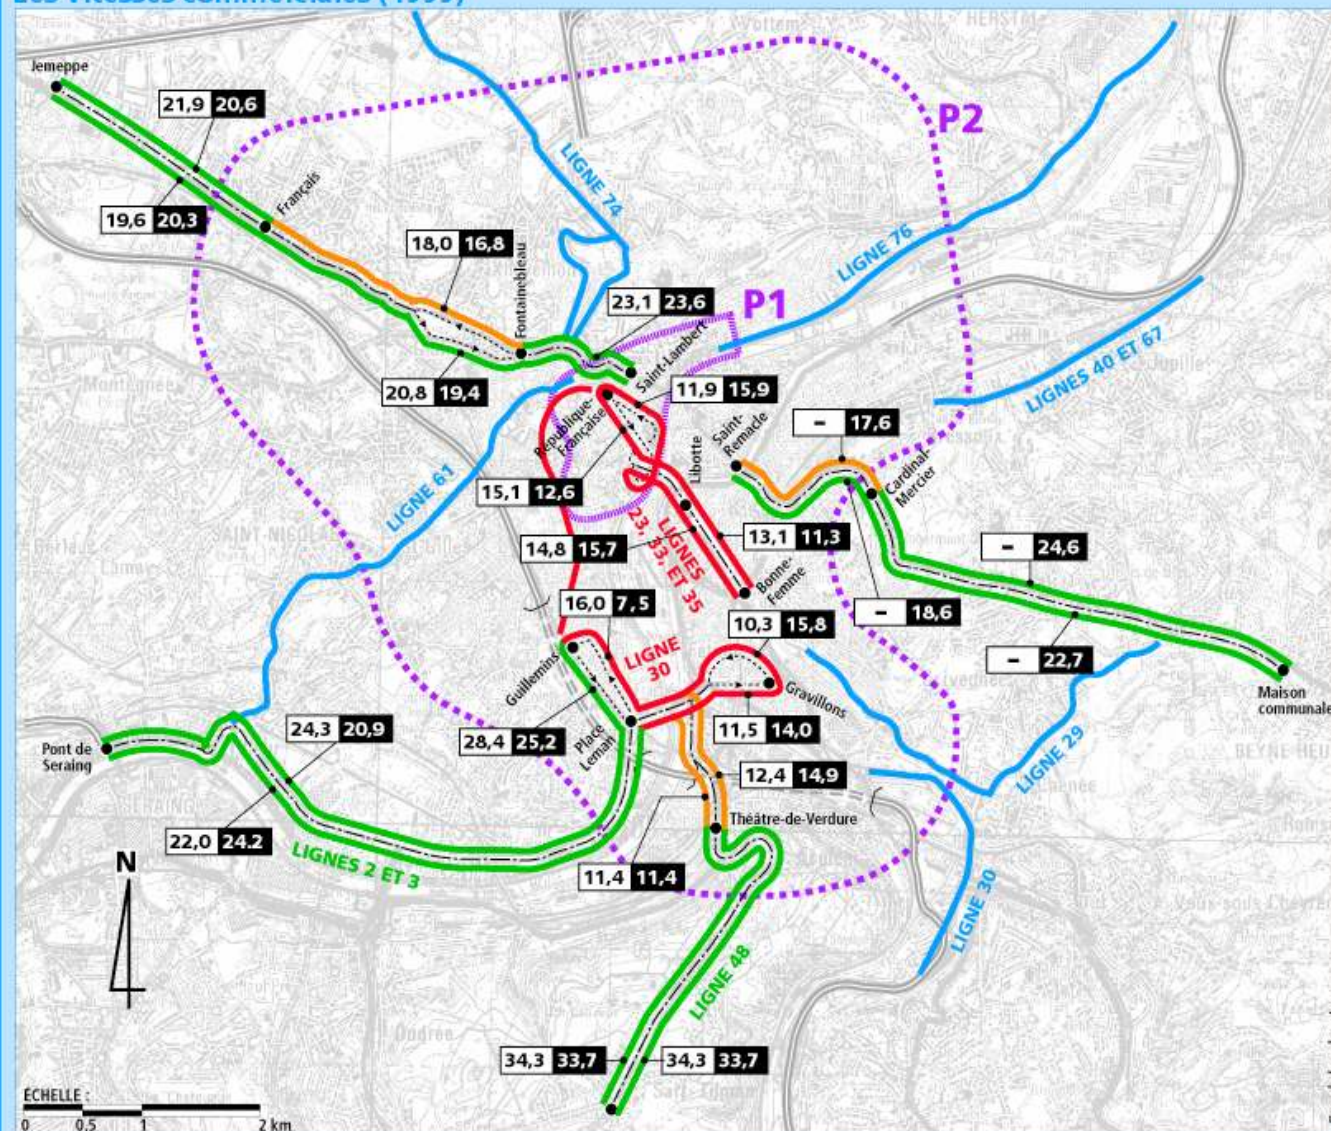 Les vitesses commerciales (1999)
HERSTAL
Jemeppe
21,9 20,6
P2
LIGNE 74
Français
19,6 20,3
18,0 16,8
Fontainebleau
LIGNE 76
23,1 23,6
P1
Saint-Lambert
LIGNES 40 ET 67
20,8 19,4
11,9 15,9
République-
Française
Libotte
Saint-
Remacle
– 17,6
Cardinal-
Mercier
LIGNE 61
15,1 12,6
LIGNES
23, 33, ET 35
14,8 15,7
13,1 11,3
– 24,6
Bonne-
Femme
16,0 7,5
– 18,6
10,3 15,8
LIGNE
30
Guillemins
– 22,7
Gravillons
Maison
communale
24,3 20,9
11,5 14,0
Pont de
Seraing
28,4 25,2
Place
Leman
LIGNE 29
12,4 14,9
22,0 24.2
Théâtre-de-Verdure
LIGNES 2 ET 3
11,4 11,4
N
LIGNE 30
LIGNE 48
34,3 33,7
34,3 33,7
ÉCHELLE :
0 0.5 1 2 km